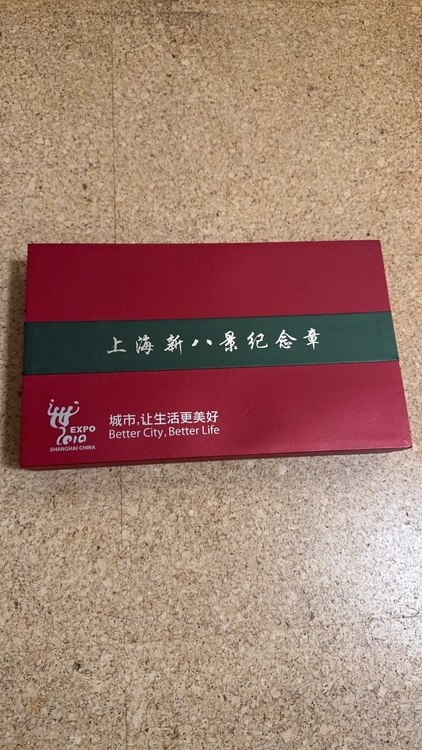 上海新八景纪念章
EXPO
2010
SHANGHAI CHINA
城市,让生活更美好
Better City, Better Life